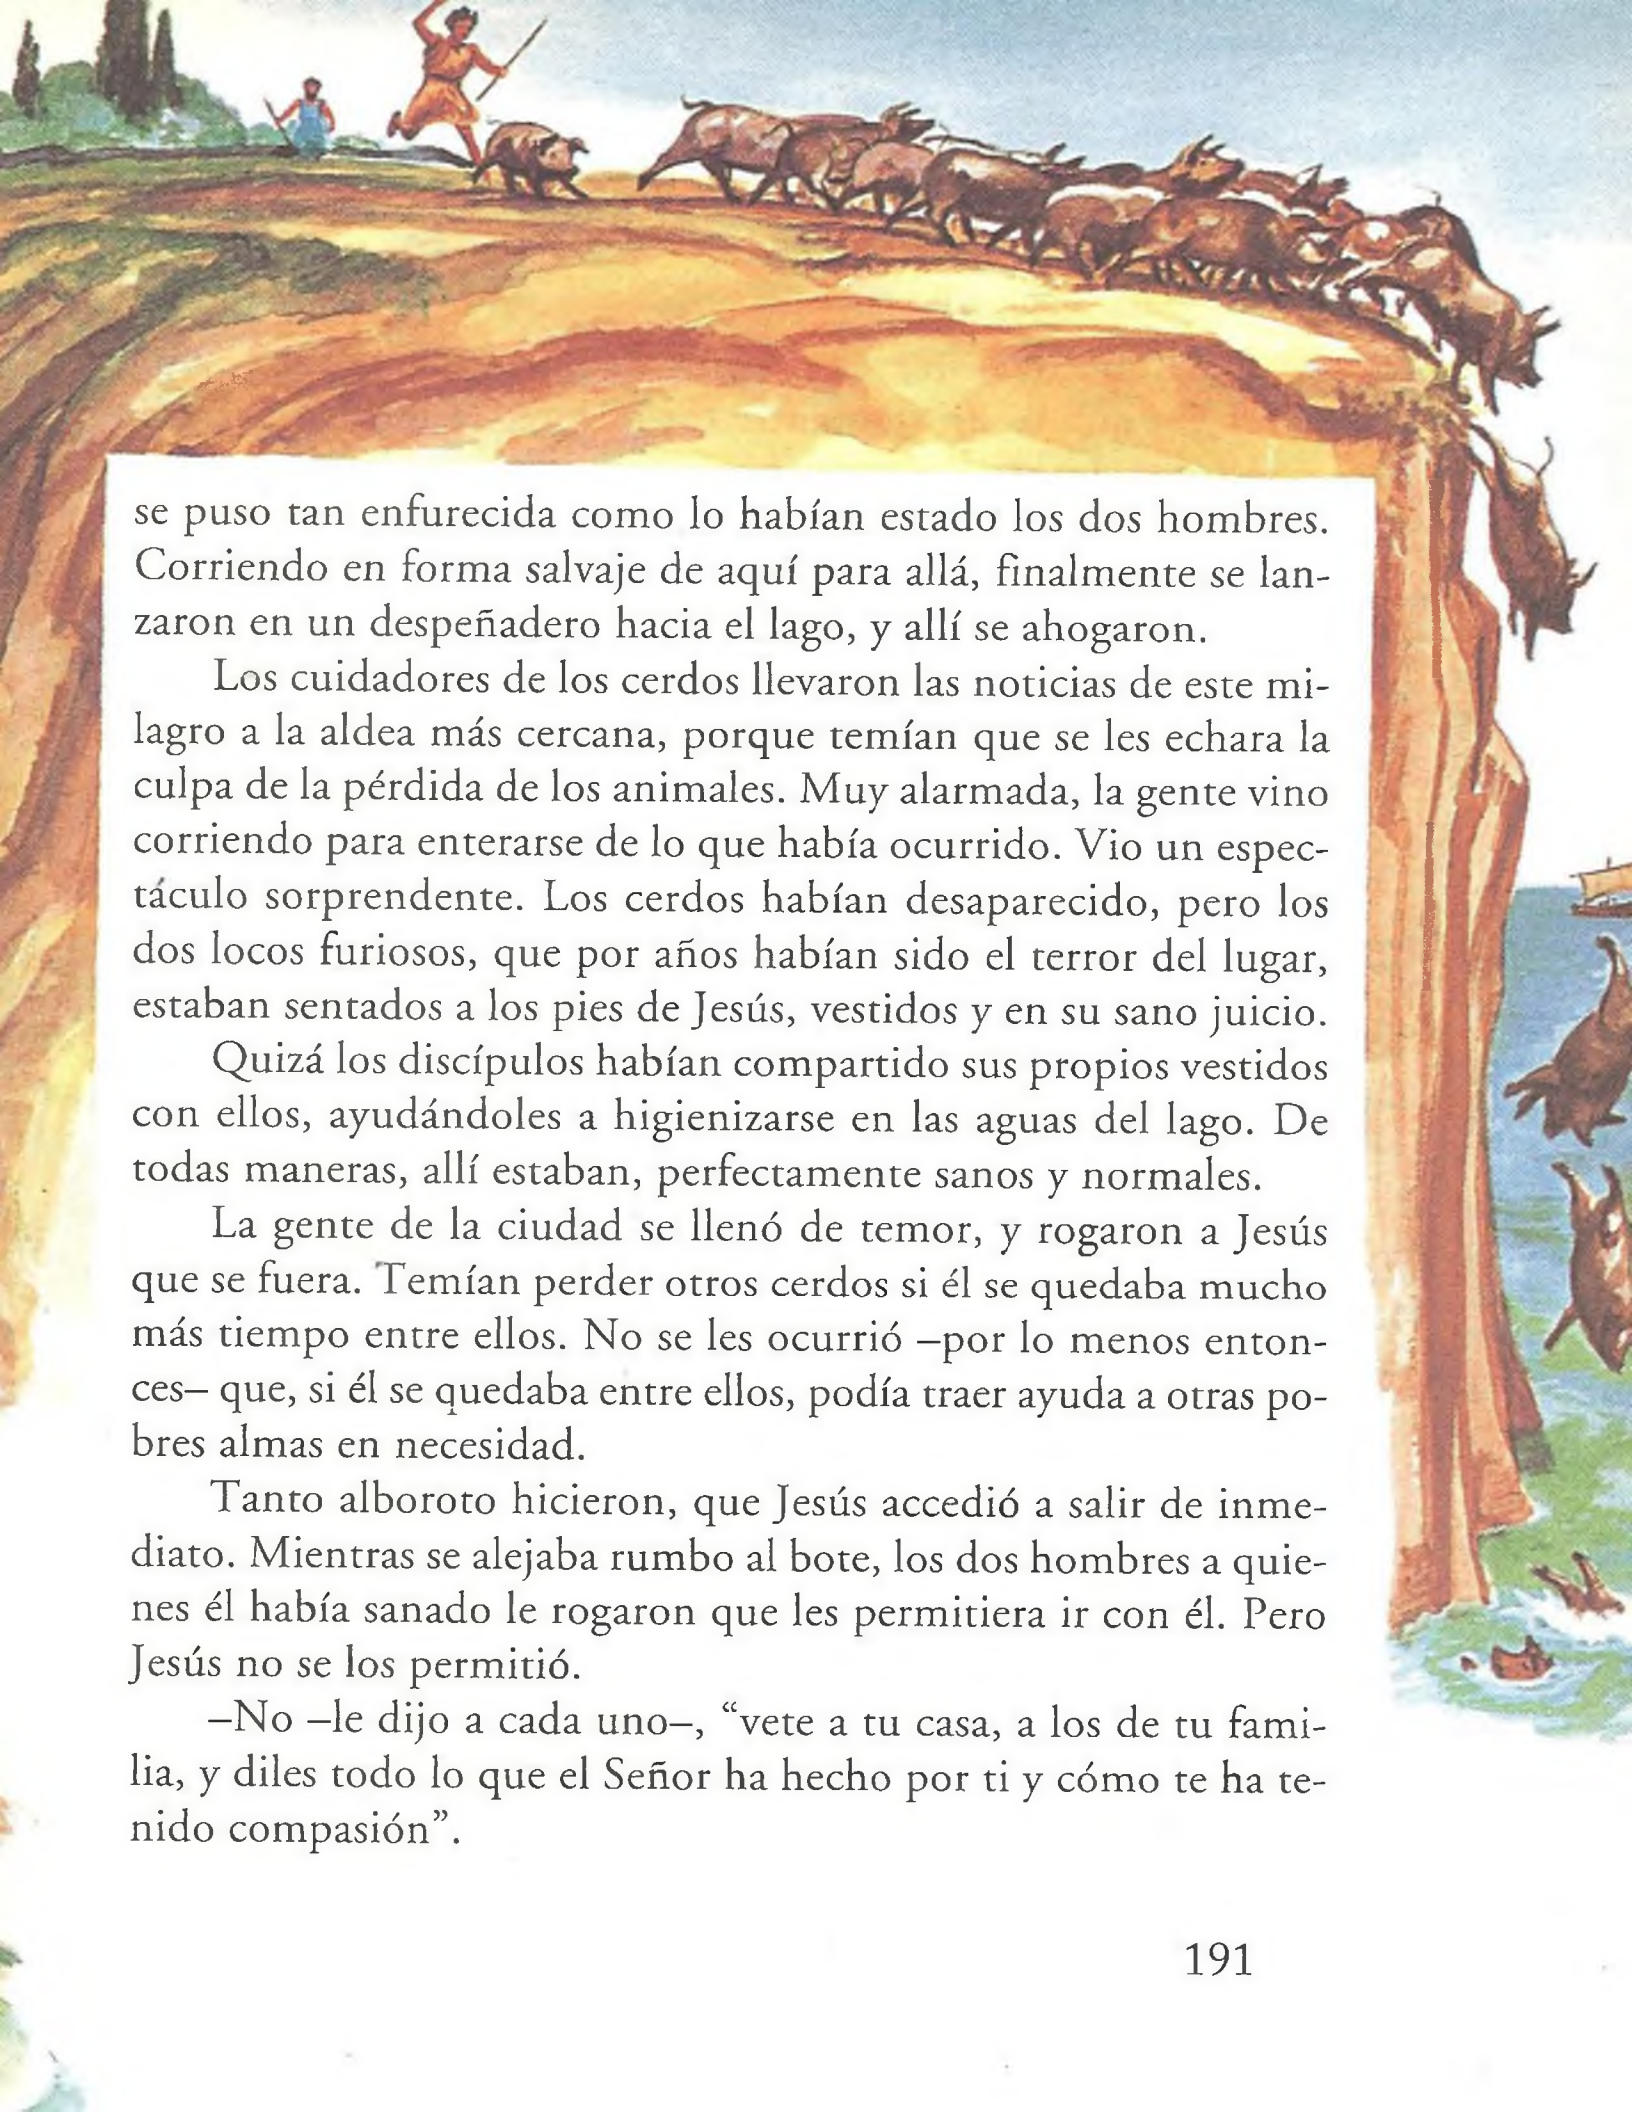 se puso tan enfurecida como lo habían estado los dos hombres.
Corriendo en forma salvaje de aquí para allá, finalmente se lan-
zaron en un despeñadero hacia el lago, y allí se ahogaron.
Los cuidadores de los cerdos llevaron las noticias de este mi-
lagro a la aldea más cercana, porque temían que se les echara la
culpa de la pérdida de los animales. Muy alarmada, la gente vino
corriendo para enterarse de lo que había ocurrido. Vio un espec-
táculo sorprendente. Los cerdos habían desaparecido, pero los
dos locos furiosos, que por años habían sido el terror del lugar,
estaban sentados a los pies de Jesús, vestidos y en su sano juicio.
Quizá los discípulos habían compartido sus propios vestidos
con ellos, ayudándoles a higienizarse en las aguas del lago. De
todas maneras, allí estaban, perfectamente sanos y normales.
La gente de la ciudad se llenó de temor, y rogaron a Jesús
que se fuera. Temían perder otros cerdos si él se quedaba mucho
más tiempo entre ellos. No se les ocurrió –por lo menos enton-
ces– que, si él se quedaba entre ellos, podía traer ayuda a otras po-
bres almas en necesidad.
Tanto alboroto hicieron, que Jesús accedió a salir de inme-
diato. Mientras se alejaba rumbo al bote, los dos hombres a quie-
nes él había sanado le rogaron que les permitiera ir con él. Pero
Jesús no se los permitió.
–No –le dijo a cada uno–, “vete a tu casa, a los de tu fami-
lia, y diles todo lo que el Señor ha hecho por ti y cómo te ha te-
nido compasión”.
191